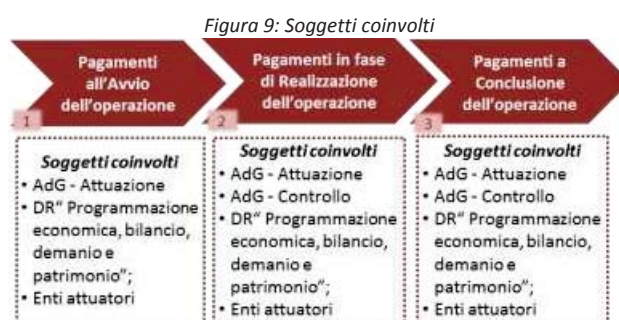 Figura 9: Soggetti coinvolti
Pagamenti
all'Avvio
dell'operazione
1
Pagamenti in fase
di Realizzazione
dell'operazione
2
Pagamenti a
Conclusione
dell'operazione
3
Soggetti coinvolti
• AdG - Attuazione
• DR“ Programmazione
economica, bilancio,
demanio e
patrimonio”;
• Enti attuatori
Soggetti coinvolti
• AdG - Attuazione
• AdG - Controllo
• DR“ Programmazione
economica, bilancio,
demanio e
patrimonio”;
• Enti attuatori
Soggetti coinvolti
• AdG - Attuazione
• AdG - Controllo
• DR“ Programmazione
economica, bilancio,
demanio e
patrimonio”;
• Enti attuatori